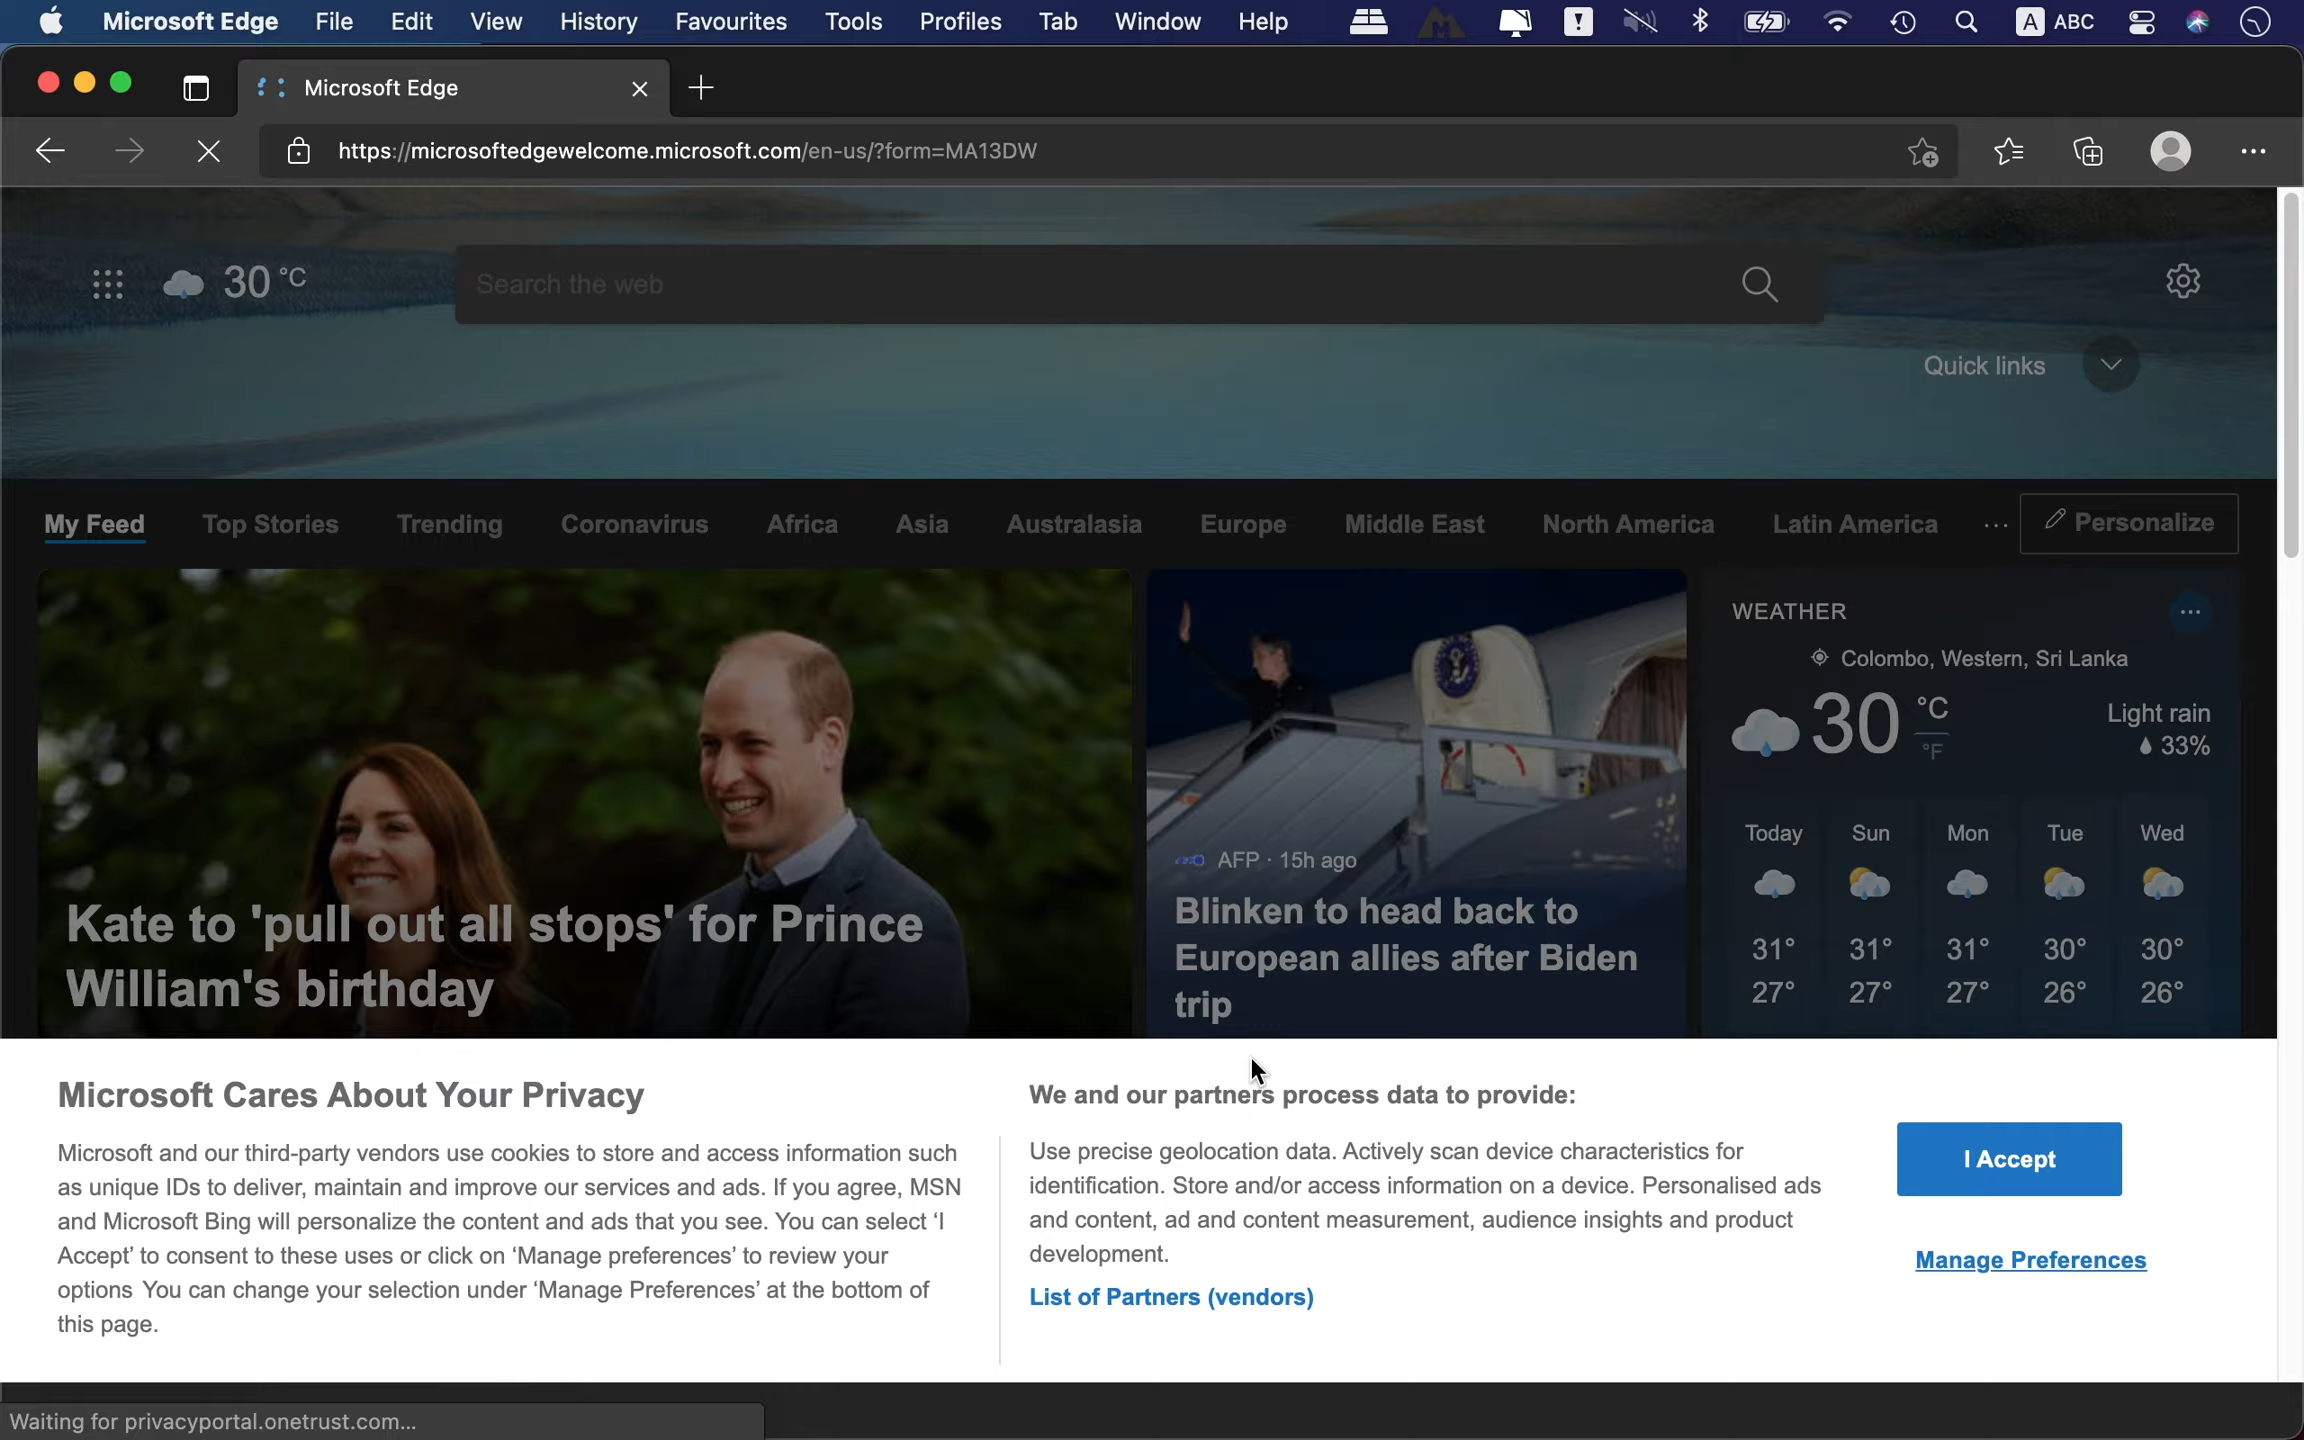 Microsoft Edge File Edit View History Favourites Tools Profiles Tab Window Help A ABC
Microsoft Edge
https://microsoftedgewelcome.microsoft.com/en-us/?form=MA13DW
30 °C
Search the web
Quick links
My Feed Top Stories Trending Coronavirus Africa Asia Australasia Europe Middle East North America Latin America ... Personalize
Kate to 'pull out all stops' for Prince
William's birthday
AFP · 15h ago
Blinken to head back to
European allies after Biden
trip
WEATHER
Colombo, Western, Sri Lanka
30 °C
°F
Light rain
33%
Today Sun Mon Tue Wed
31° 31° 31° 30° 30°
27° 27° 27° 26° 26°
Microsoft Cares About Your Privacy
Microsoft and our third-party vendors use cookies to store and access information such
as unique IDs to deliver, maintain and improve our services and ads. If you agree, MSN
and Microsoft Bing will personalize the content and ads that you see. You can select ‘I
Accept’ to consent to these uses or click on ‘Manage preferences’ to review your
options You can change your selection under ‘Manage Preferences’ at the bottom of
this page.
We and our partners process data to provide:
Use precise geolocation data. Actively scan device characteristics for
identification. Store and/or access information on a device. Personalised ads
and content, ad and content measurement, audience insights and product
development.
List of Partners (vendors)
I Accept
Manage Preferences
Waiting for privacyportal.onetrust.com...